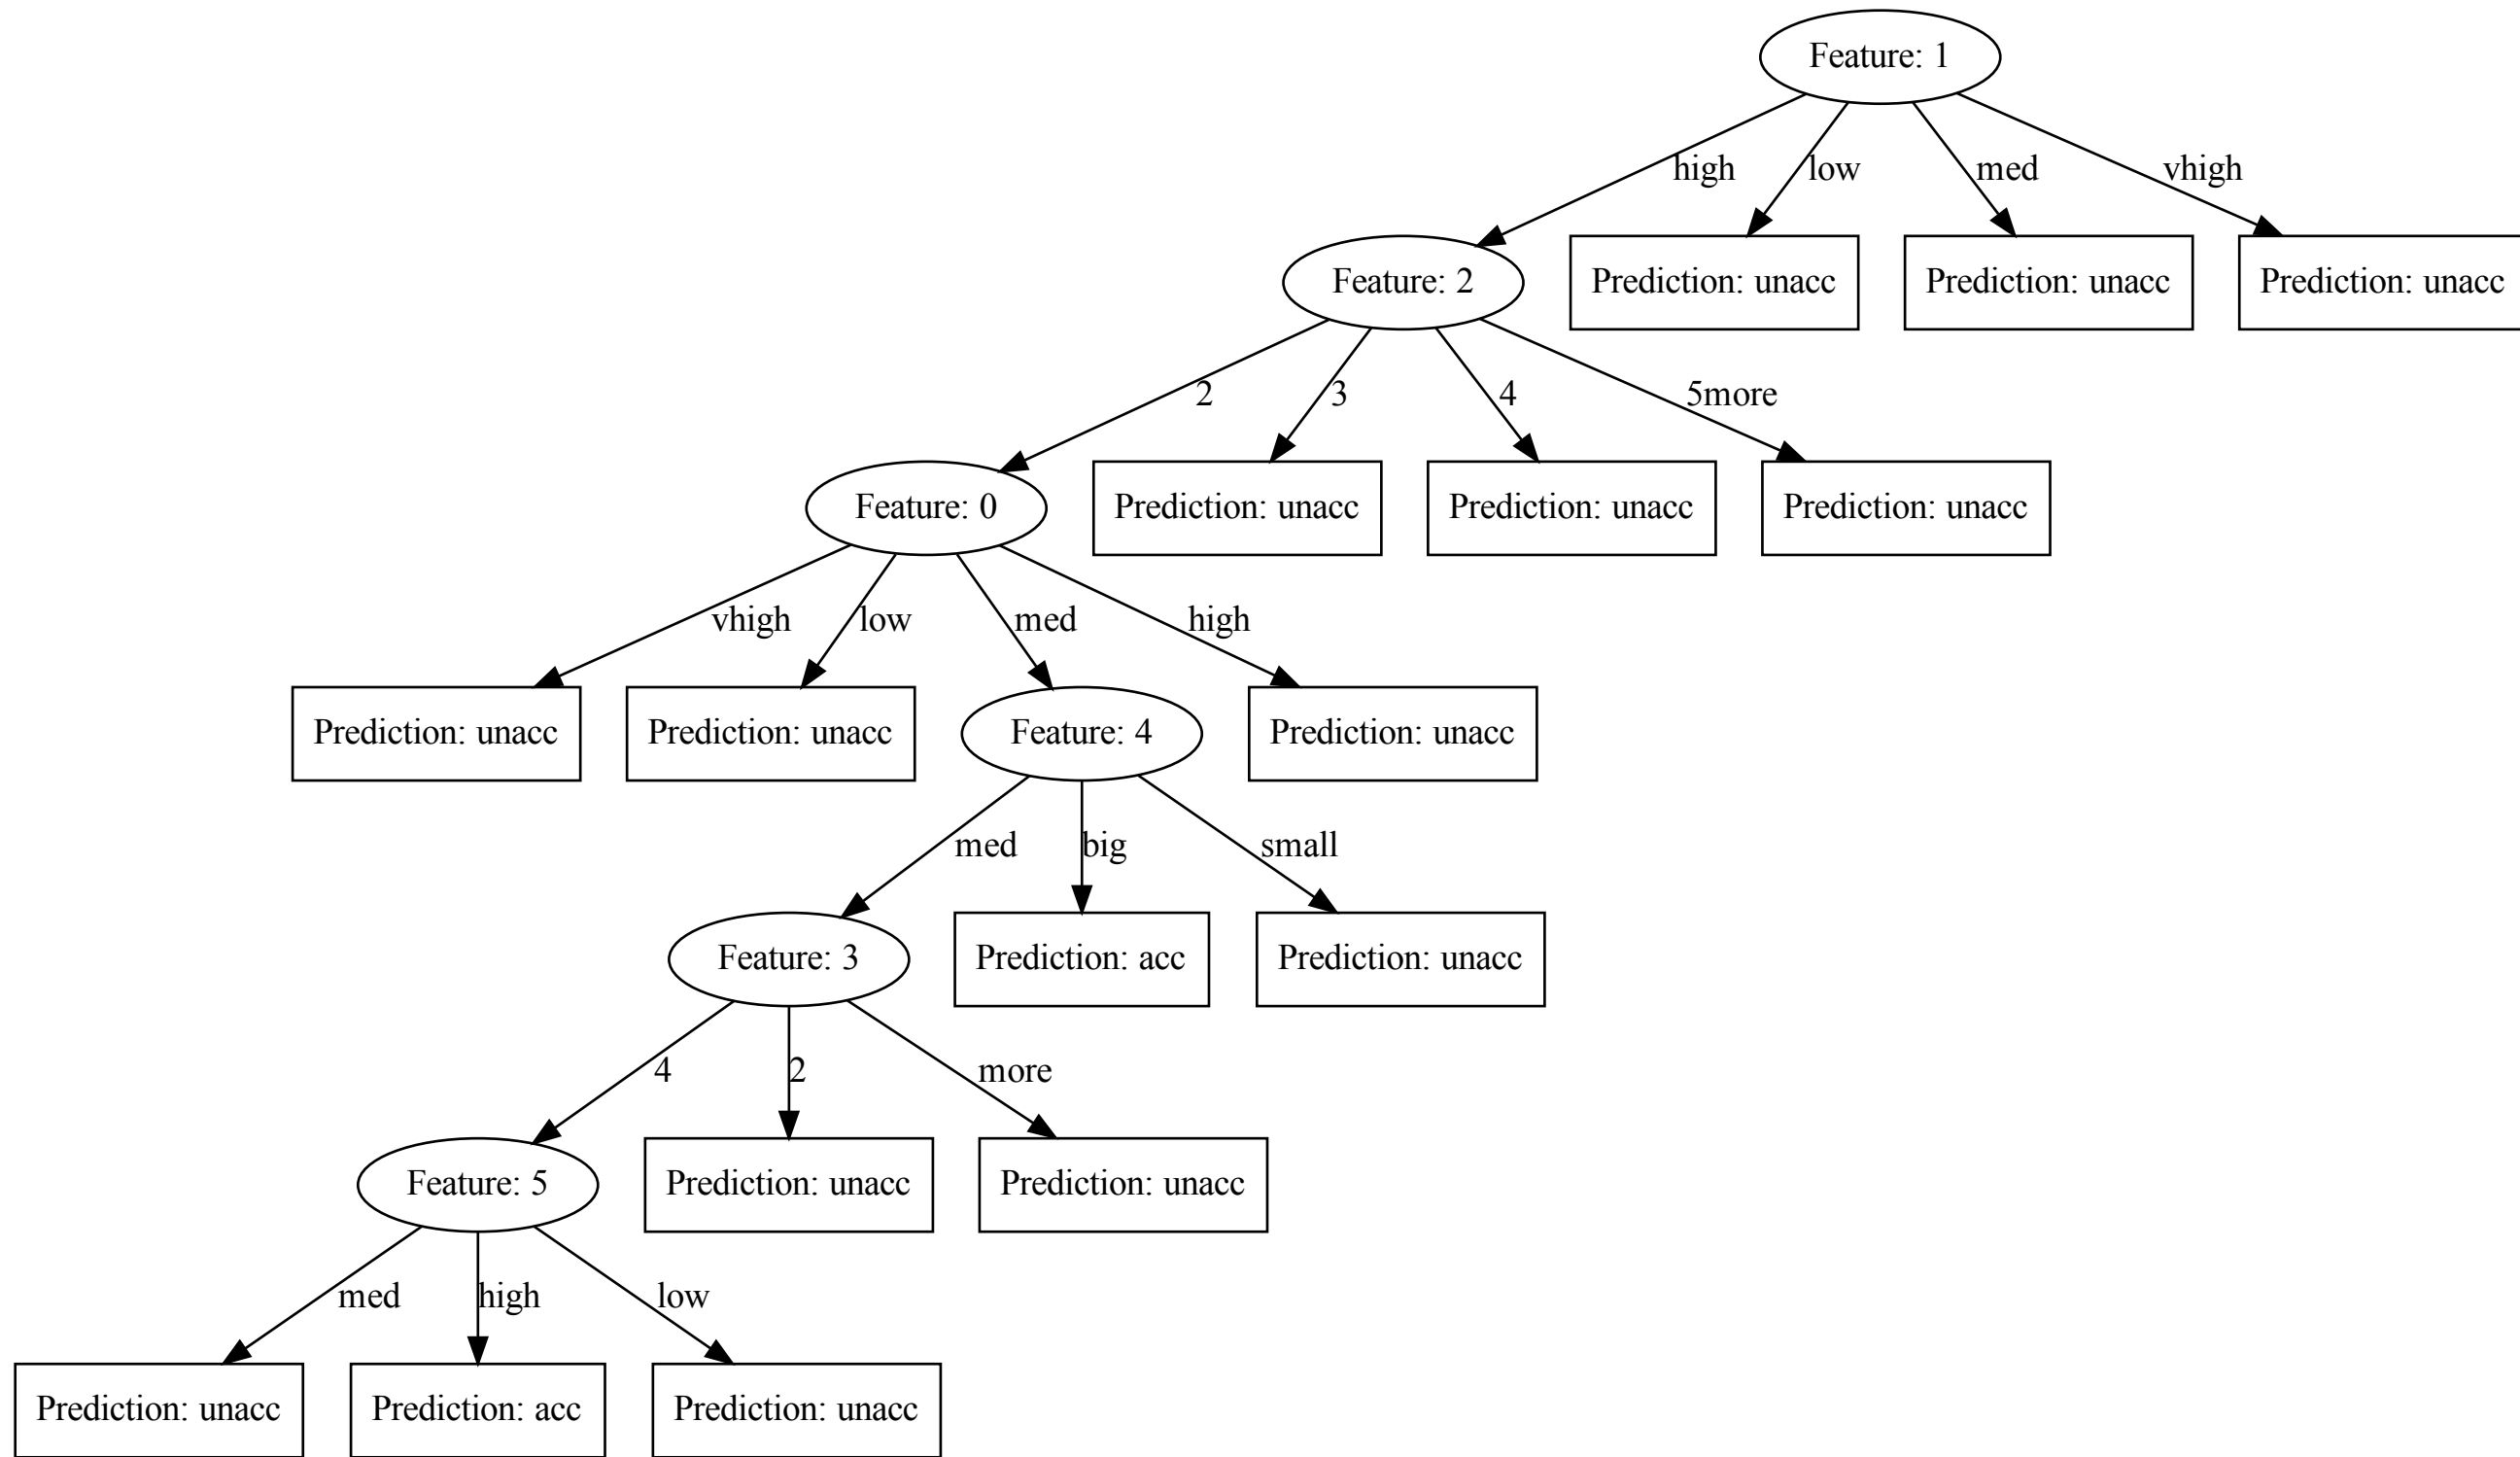 Feature: 1
high
low
med
vhigh
Feature: 2
Prediction: unacc
Prediction: unacc
Prediction: unacc
2
3
4
5more
Feature: 0
Prediction: unacc
Prediction: unacc
Prediction: unacc
vhigh
low
med
high
Prediction: unacc
Prediction: unacc
Feature: 4
Prediction: unacc
med
big
small
Feature: 3
Prediction: acc
Prediction: unacc
4
2
more
Feature: 5
Prediction: unacc
Prediction: unacc
med
high
low
Prediction: unacc
Prediction: acc
Prediction: unacc